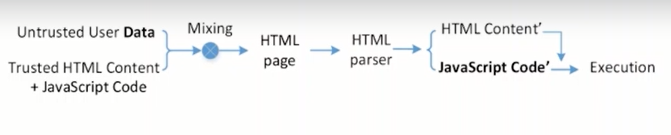 Untrusted User Data
Trusted HTML Content
+ JavaScript Code
Mixing
HTML
page
HTML
parser
HTML Content'
JavaScript Code'
Execution